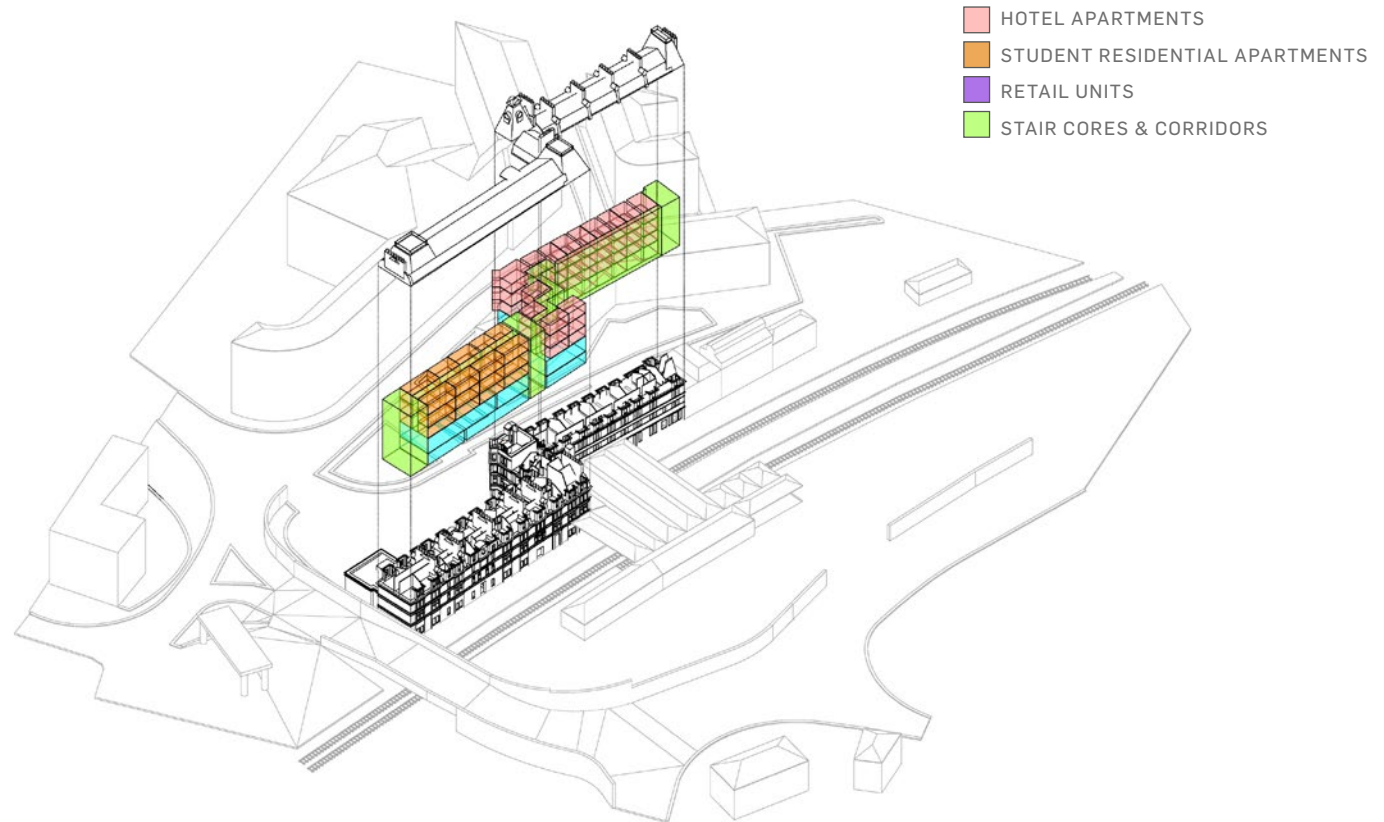 HOTEL APARTMENTS
STUDENT RESIDENTIAL APARTMENTS
RETAIL UNITS
STAIR CORES & CORRIDORS